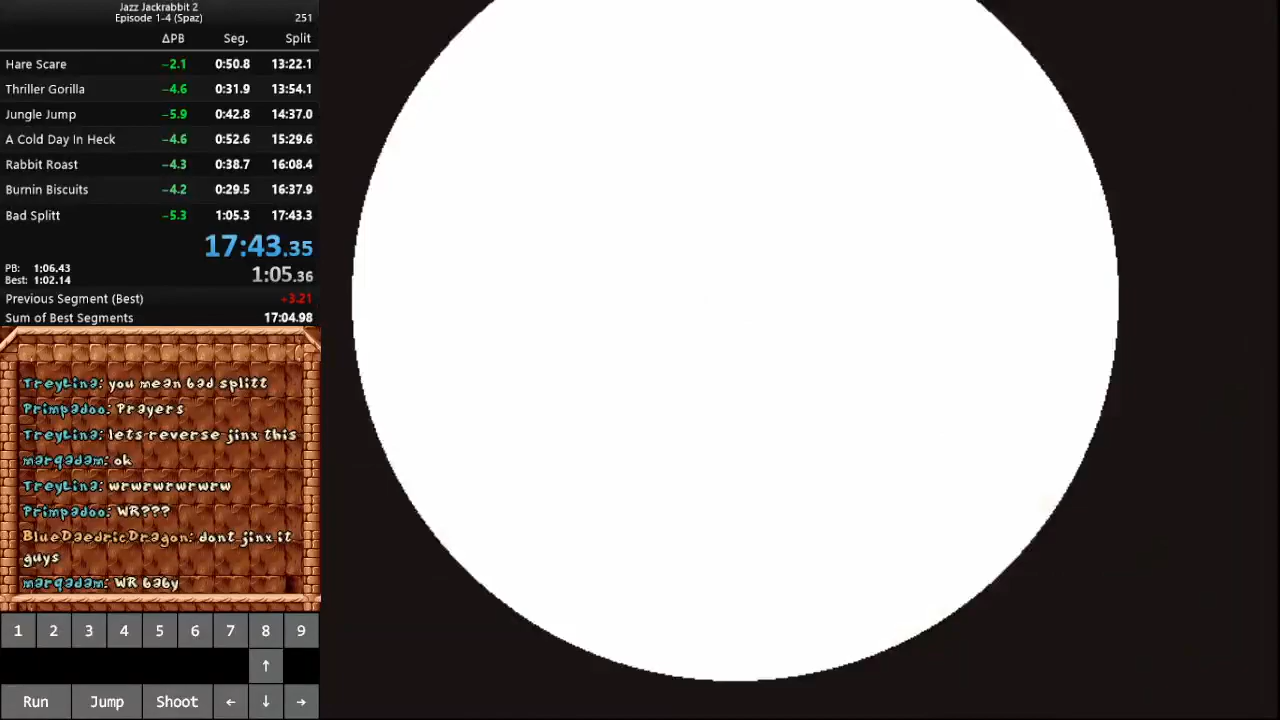 Jazz Jackrabbit 2
Episode 1-4 (Spaz) 251
ΔPB Seg. Split
Hare Scare −2.1 0:50.8 13:22.1
Thriller Gorilla −4.6 0:31.9 13:54.1
Jungle Jump −5.9 0:42.8 14:37.0
A Cold Day In Heck −4.6 0:52.6 15:29.6
Rabbit Roast −4.3 0:38.7 16:08.4
Burnin Biscuits −4.2 0:29.5 16:37.9
Bad Splitt −5.3 1:05.3 17:43.3
17:43.35
PB: 1:06.43
Best: 1:02.14
1:05.36
Previous Segment (Best) +3.21
Sum of Best Segments 17:04.98
TreyLina: you mean bad splitt
Primpadoo: Prayers
TreyLina: lets reverse jinx this
marqadam: ok
TreyLina: wrwrwrwrwrw
Primpadoo: WR???
BlueDaedricDragon: dont jinx it
guys
marqadam: WR baby
1 2 3 4 5 6 7 8 9
↑
Run Jump Shoot ← ↓ →